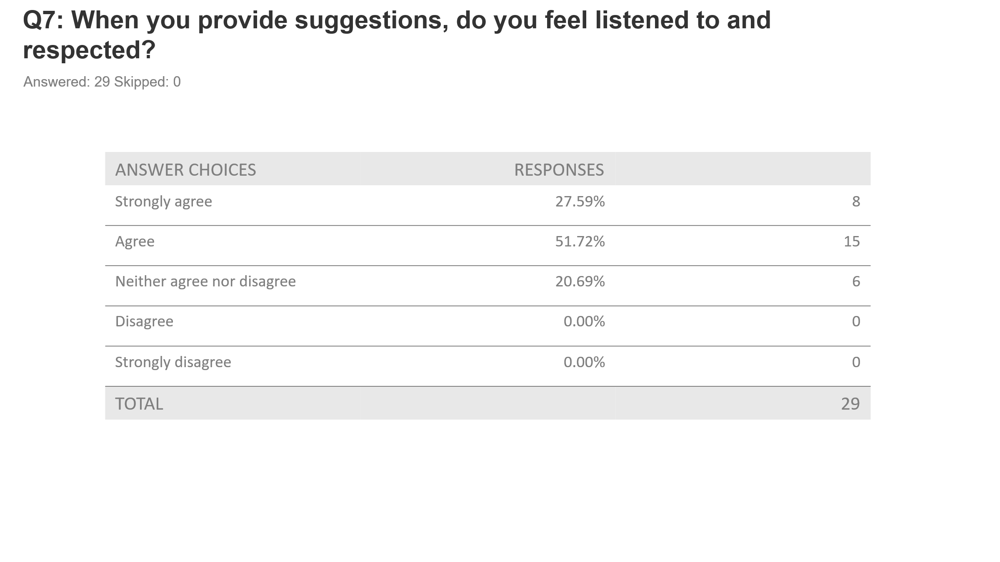 Q7: When you provide suggestions, do you feel listened to and
respected?
Answered: 29 Skipped: 0
ANSWER CHOICES RESPONSES
Strongly agree 27.59% 8
Agree 51.72% 15
Neither agree nor disagree 20.69% 6
Disagree 0.00% 0
Strongly disagree 0.00% 0
TOTAL 29